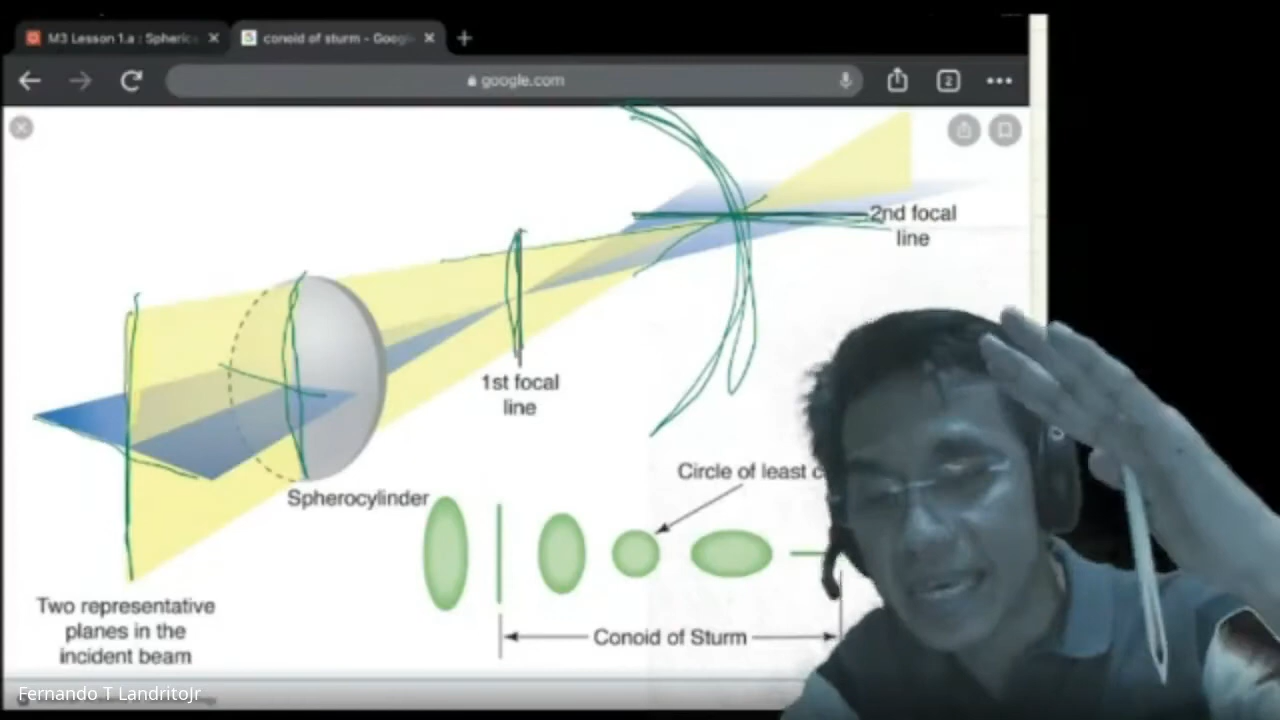 M3 Lesson 1.a : Spheric
conoid of sturm - Googl
google.com
2
2nd focal
line
1st focal
line
Circle of least c
Spherocylinder
Two representative
planes in the
incident beam
Conoid of Sturm
Fernando T LandritoJr